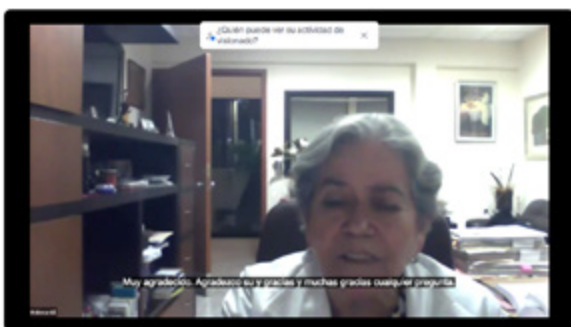 ¿Quién puede ver su actividad de
visionado?
Muy agradecido. Agradezco su y gracias y muchas gracias cualquier pregunta.